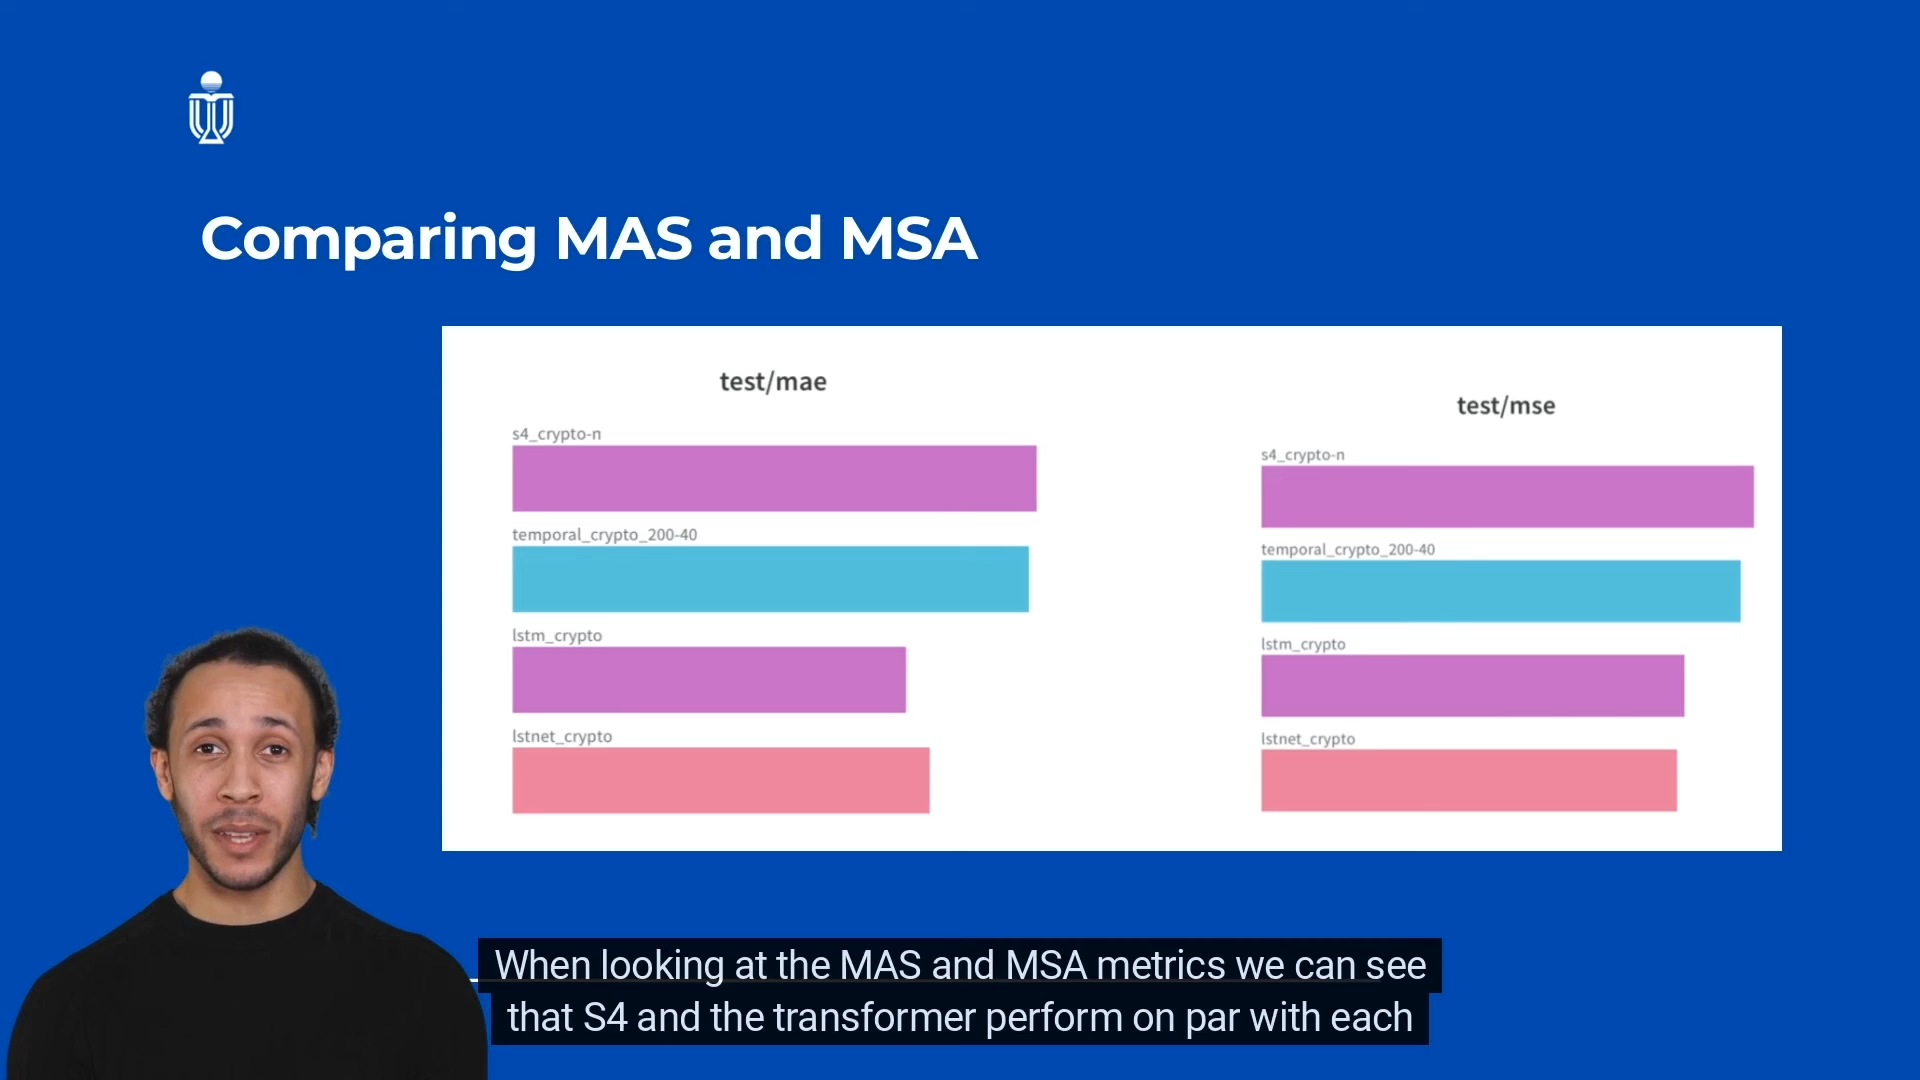 Comparing MAS and MSA
test/mae
s4_crypto-n
temporal_crypto_200-40
lstm_crypto
lstnet_crypto
test/mse
s4_crypto-n
temporal_crypto_200-40
lstm_crypto
lstnet_crypto
When looking at the MAS and MSA metrics we can see
that S4 and the transformer perform on par with each